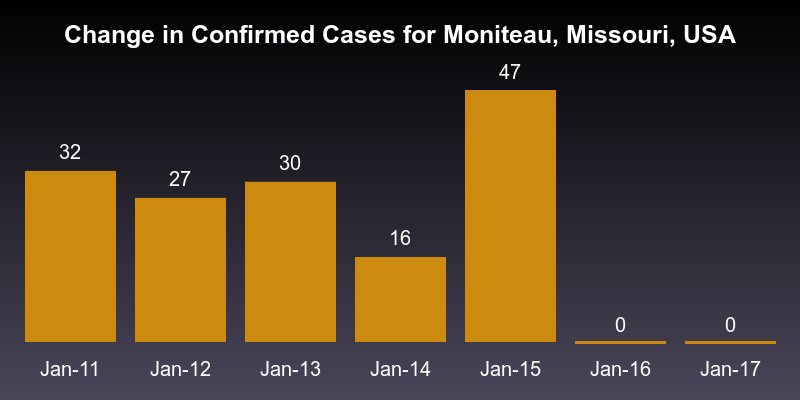 Change in Confirmed Cases for Moniteau, Missouri, USA
32 27 30 16 47 0 0
Jan-11 Jan-12 Jan-13 Jan-14 Jan-15 Jan-16 Jan-17